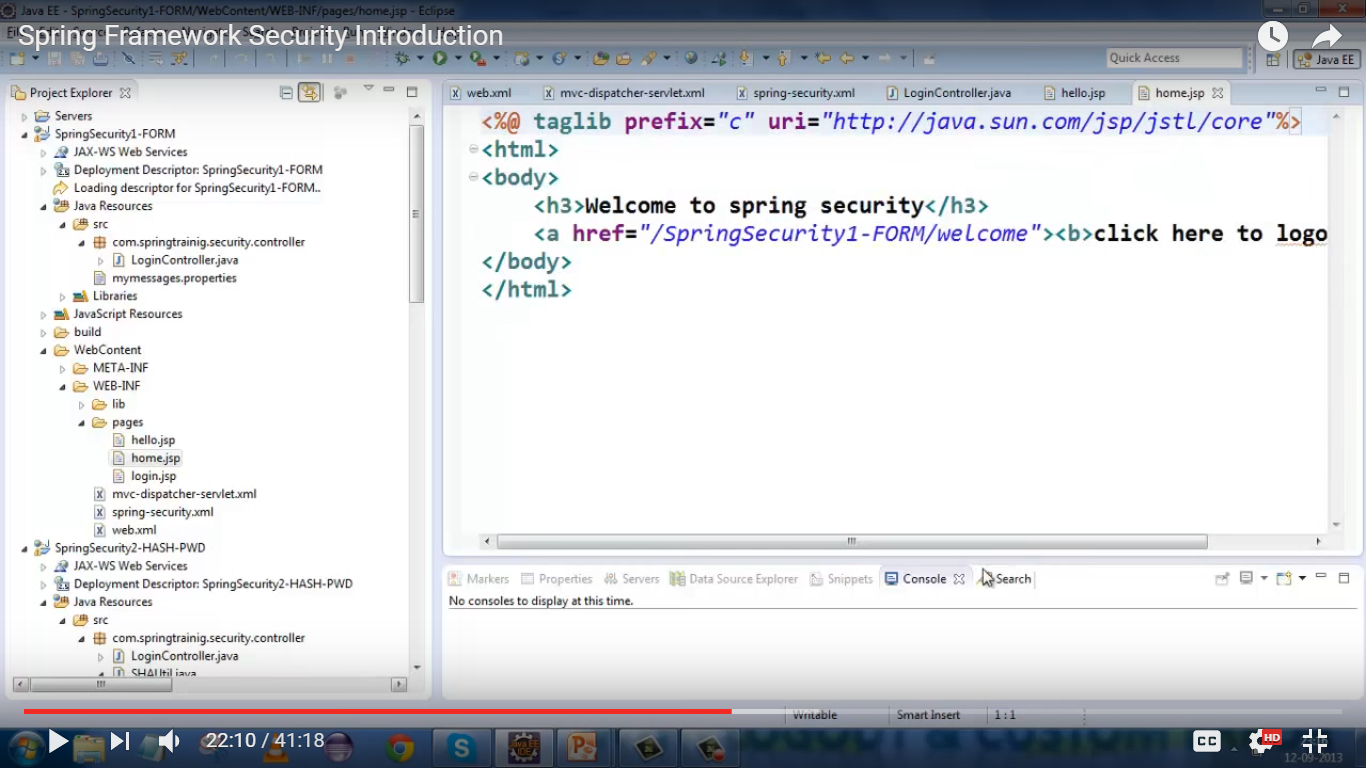 Java EE - SpringSecurity1-FORM/WebContent/WEB-INF/pages/home.jsp - Eclipse
Spring Framework Security Introduction
Quick Access
Java EE
Project Explorer
Servers
SpringSecurity1-FORM
JAX-WS Web Services
Deployment Descriptor: SpringSecurity1-FORM
Loading descriptor for SpringSecurity1-FORM..
Java Resources
src
com.springtrainig.security.controller
LoginController.java
mymessages.properties
Libraries
JavaScript Resources
build
WebContent
META-INF
WEB-INF
lib
pages
hello.jsp
home.jsp
login.jsp
mvc-dispatcher-servlet.xml
spring-security.xml
web.xml
SpringSecurity2-HASH-PWD
JAX-WS Web Services
Deployment Descriptor: SpringSecurity2-HASH-PWD
Java Resources
src
com.springtrainig.security.controller
LoginController.java
SHAUtil.java
web.xml mvc-dispatcher-servlet.xml spring-security.xml LoginController.java hello.jsp home.jsp
<%@ taglib prefix="c" uri="http://java.sun.com/jsp/jstl/core"%>
<html>
<body>
<h3>Welcome to spring security</h3>
<a href="/SpringSecurity1-FORM/welcome"><b>click here to logo
</body>
</html>
Markers Properties Servers Data Source Explorer Snippets Console Search
No consoles to display at this time.
Writable Smart Insert 1 : 1
22:10 / 41:18
CC HD
12-09-2013